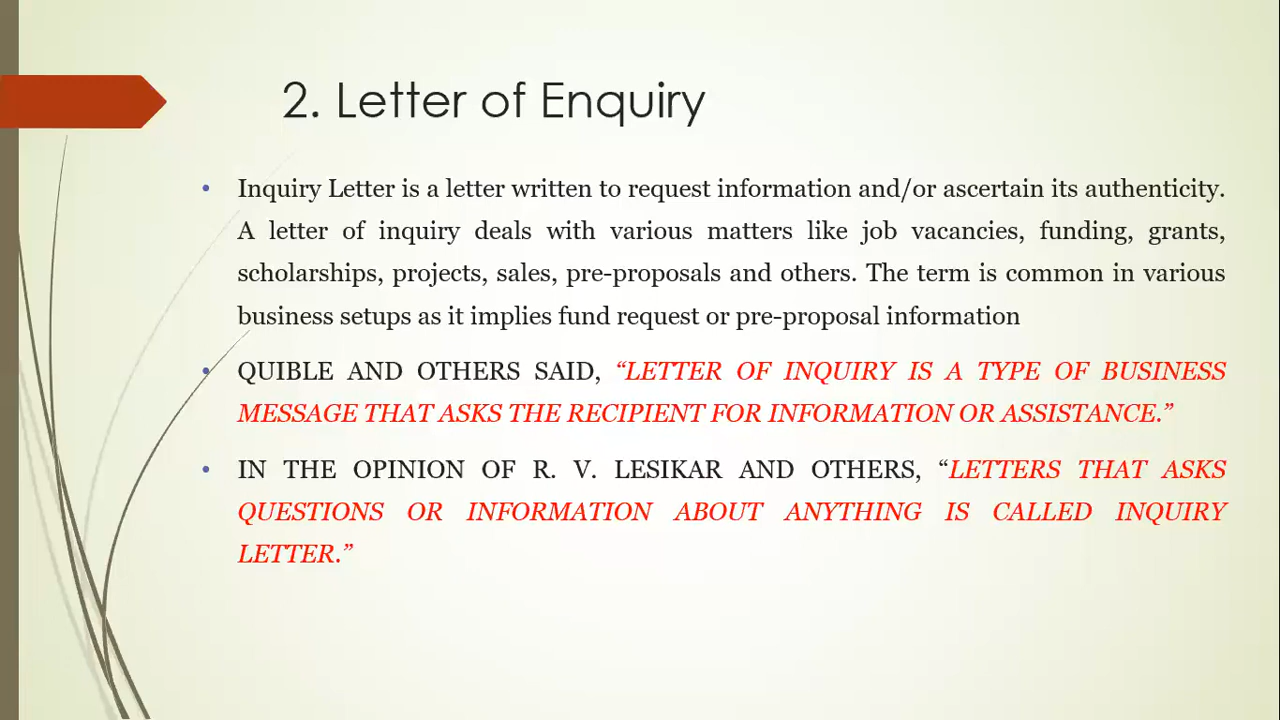 2. Letter of Enquiry
• Inquiry Letter is a letter written to request information and/or ascertain its authenticity.
A letter of inquiry deals with various matters like job vacancies, funding, grants,
scholarships, projects, sales, pre-proposals and others. The term is common in various
business setups as it implies fund request or pre-proposal information
• QUIBLE AND OTHERS SAID, “LETTER OF INQUIRY IS A TYPE OF BUSINESS
MESSAGE THAT ASKS THE RECIPIENT FOR INFORMATION OR ASSISTANCE.”
• IN THE OPINION OF R. V. LESIKAR AND OTHERS, “LETTERS THAT ASKS
QUESTIONS OR INFORMATION ABOUT ANYTHING IS CALLED INQUIRY
LETTER.”